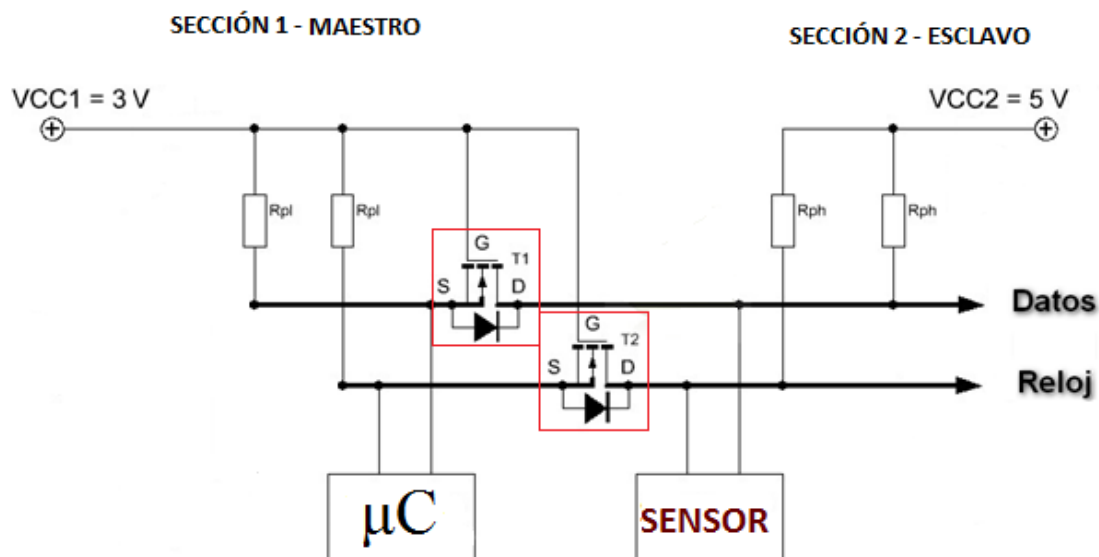 SECCIÓN 1 - MAESTRO
SECCIÓN 2 - ESCLAVO
VCC1 = 3 V
VCC2 = 5 V
Rpl
Rpl
Rph
Rph
G
T1
S
D
Datos
G
T2
S
D
Reloj
µC
SENSOR